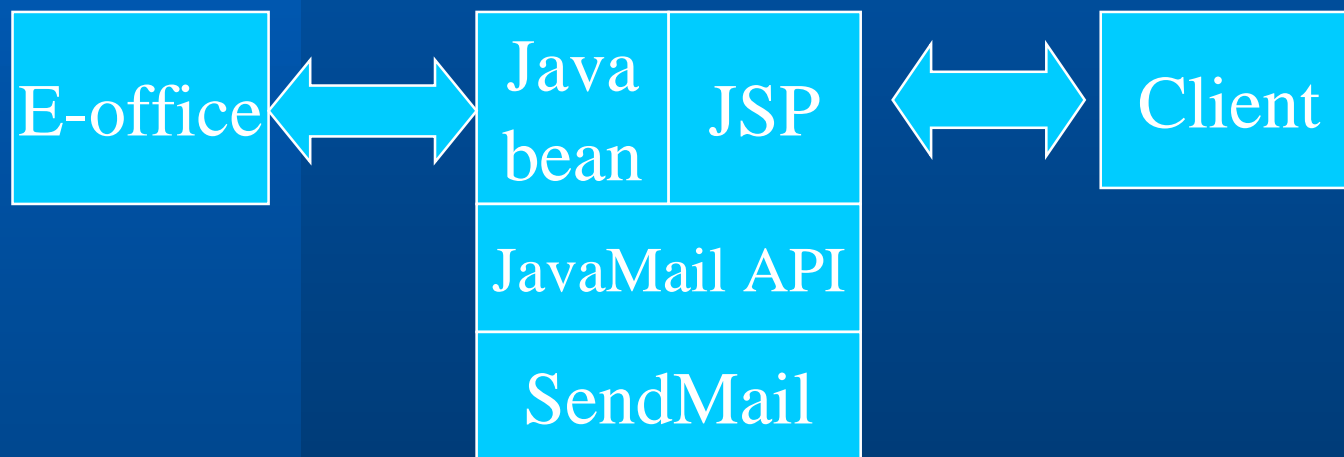 E-office
Java
bean
JSP
Client
JavaMail API
SendMail